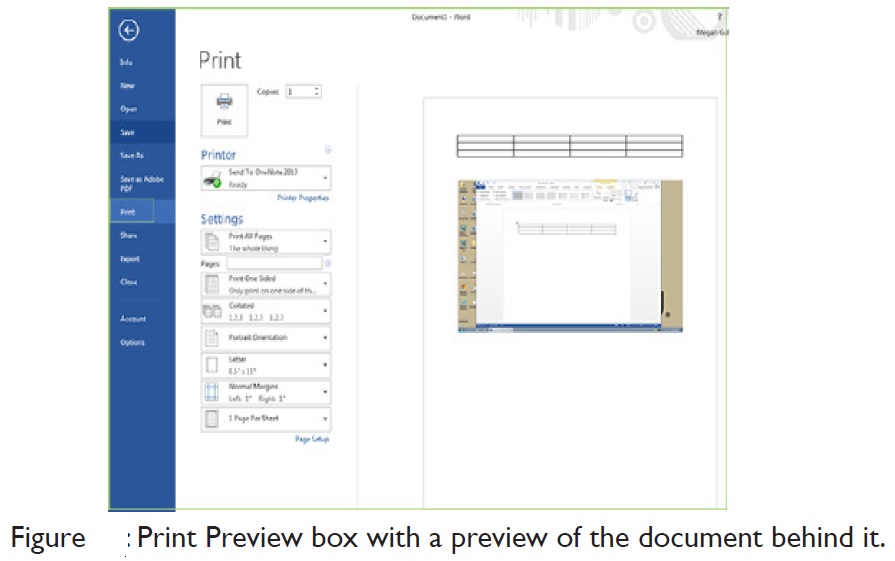 Document1 - Word
?
Print
Info
New
Open
Save
Save As
Save as Adobe
PDF
Print
Share
Export
Close
Account
Options
Copies: 1
Print
Printer
Send To OneNote 2013
Ready
Printer Properties
Settings
Print All Pages
The whole thing
Pages:
Print One Sided
Only print on one side of th...
Collated
1,2,3 1,2,3 1,2,3
Portrait Orientation
Letter
8.5" x 11"
Normal Margins
Left: 1" Right: 1"
1 Page Per Sheet
Page Setup
Figure : Print Preview box with a preview of the document behind it.